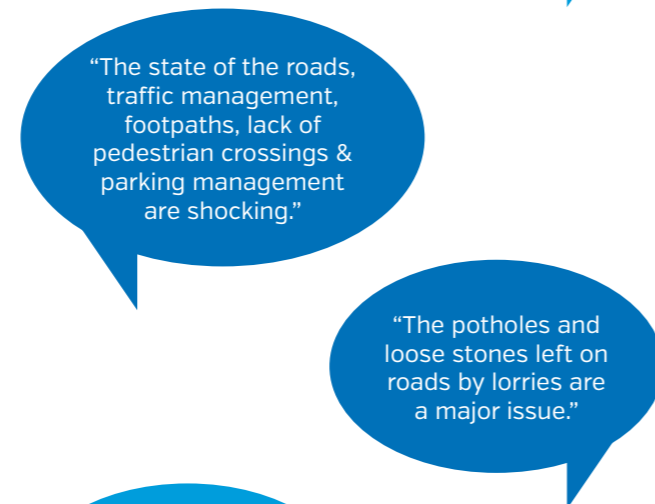 “The state of the roads,
traffic management,
footpaths, lack of
pedestrian crossings &
parking management
are shocking.”
“The potholes and
loose stones left on
roads by lorries are
a major issue.”